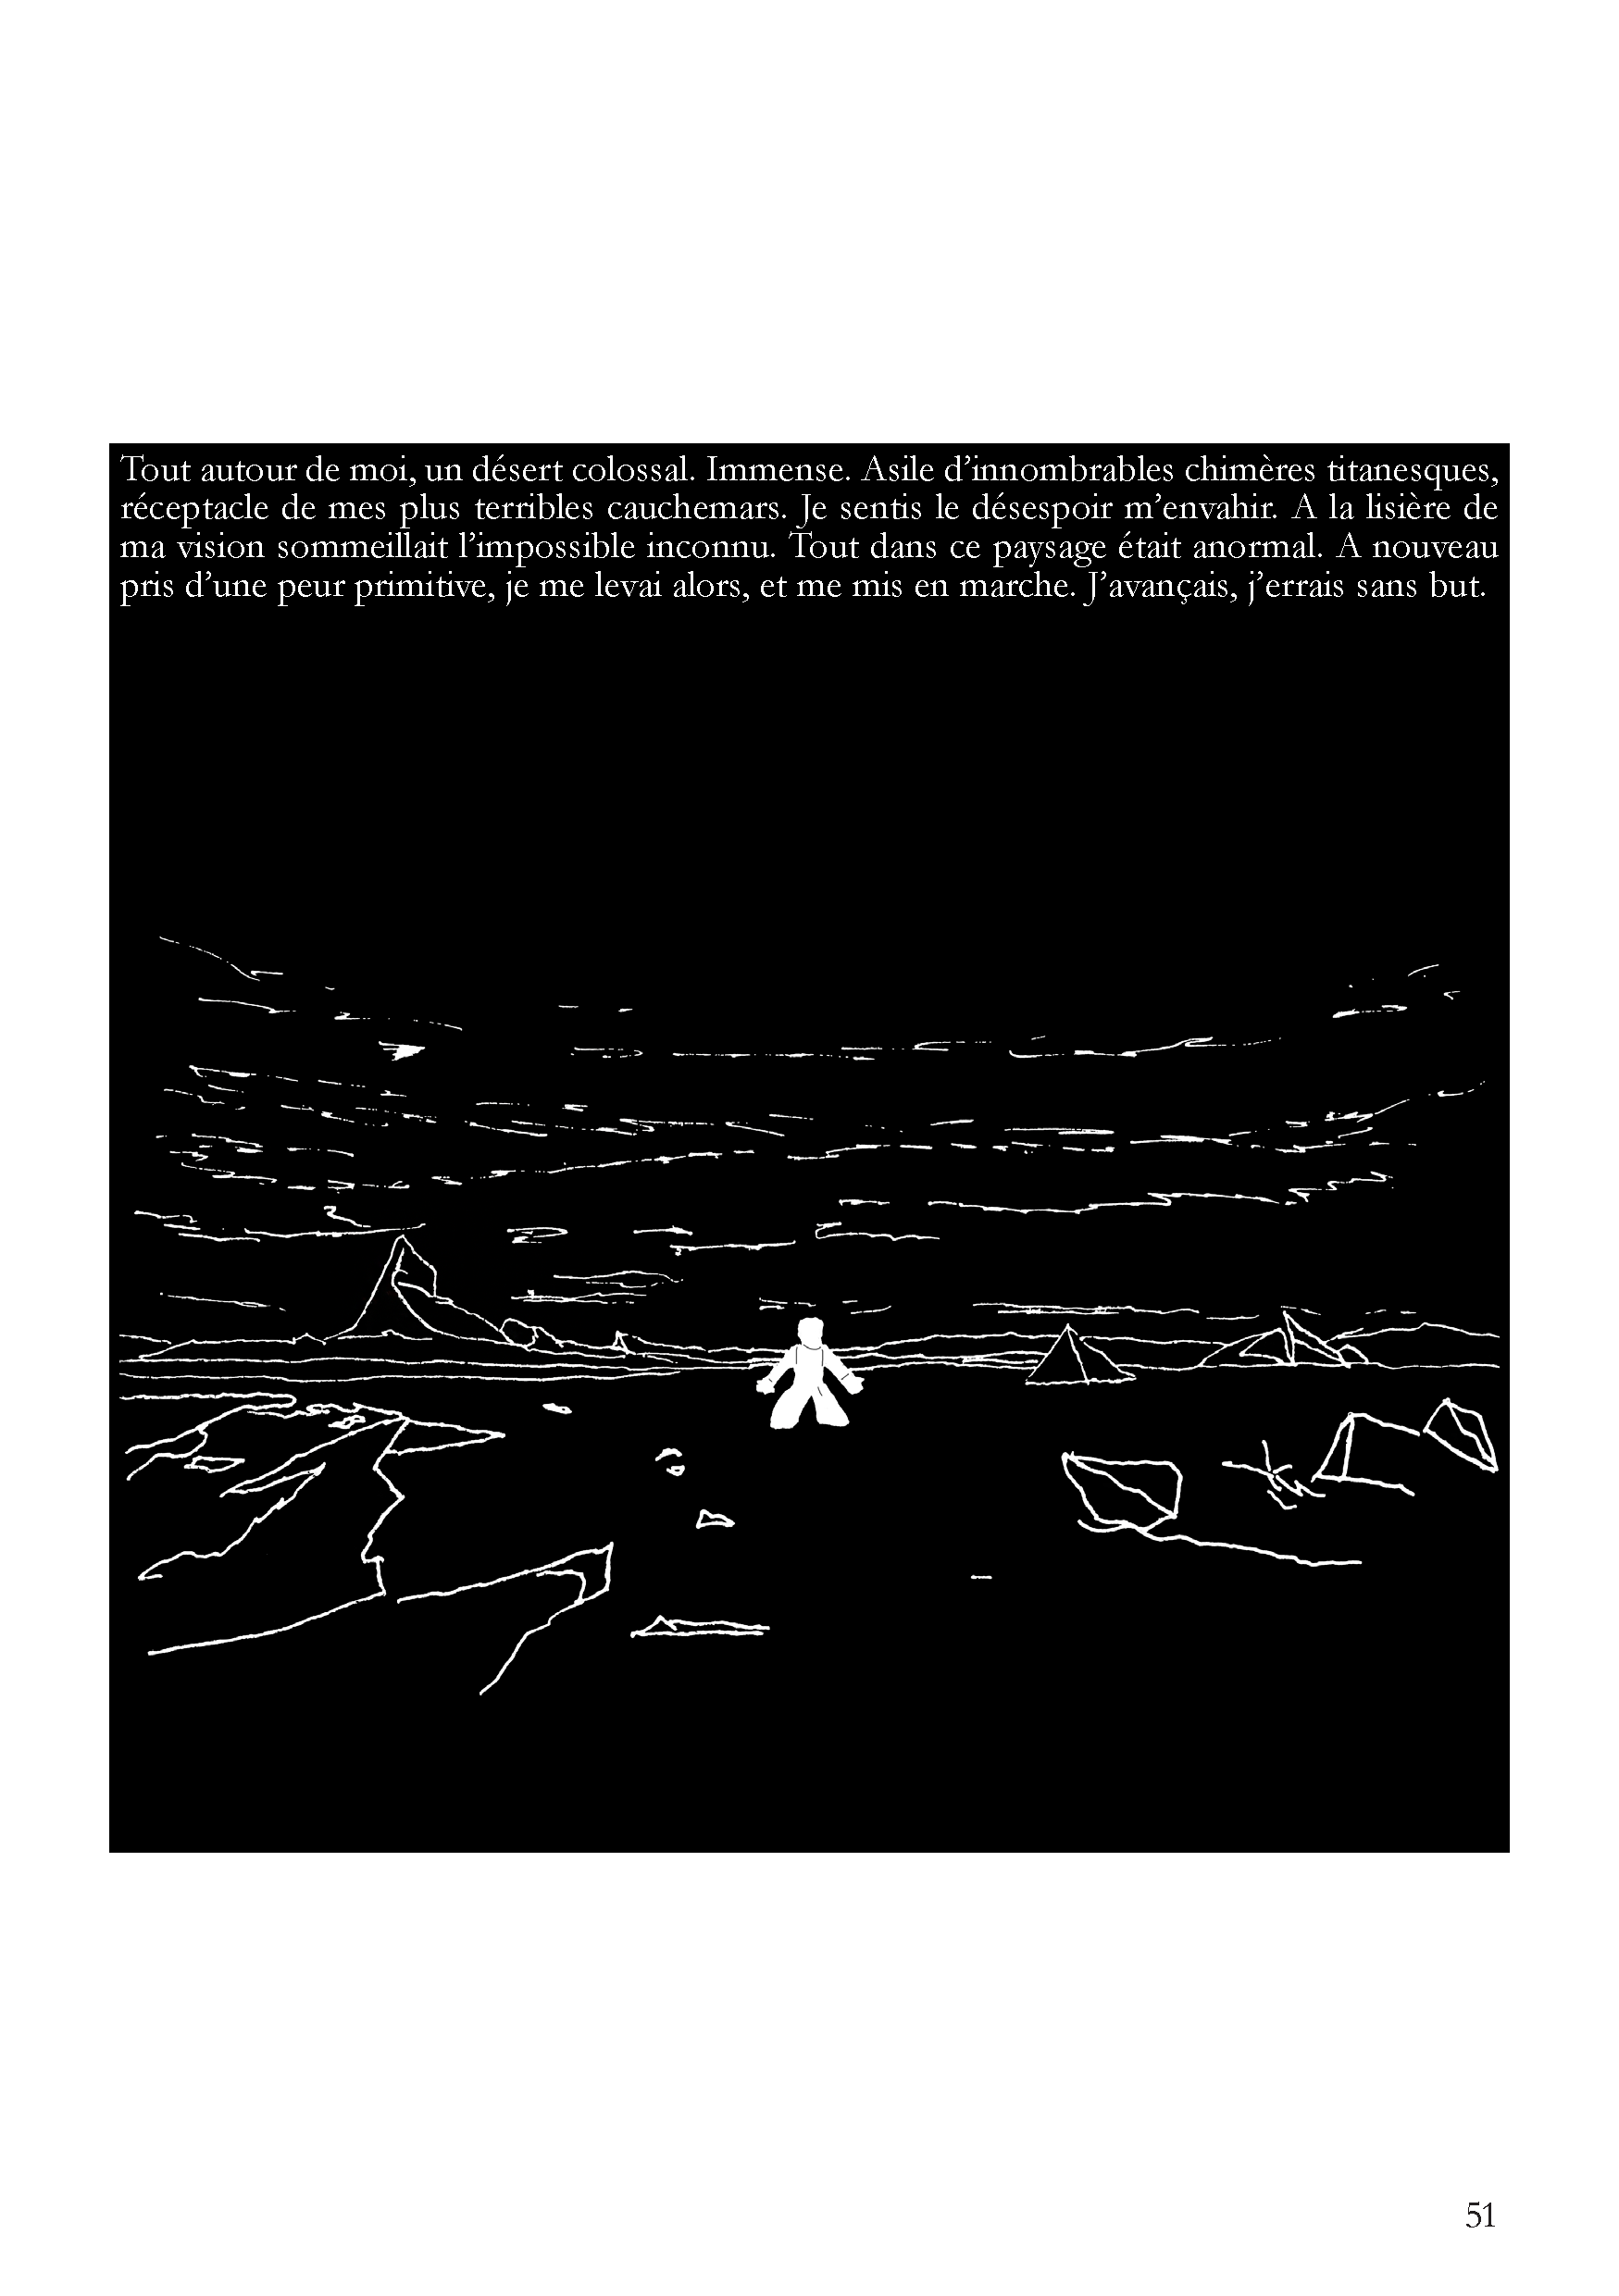 Tout autour de moi, un désert colossal. Immense. Asile d’innombrables chimères titanesques,
réceptacle de mes plus terribles cauchemars. Je sentis le désespoir m’envahir. A la lisière de
ma vision sommeillait l’impossible inconnu. Tout dans ce paysage était anormal. A nouveau
pris d’une peur primitive, je me levai alors, et me mis en marche. J’avançais, j’errais sans but.
51